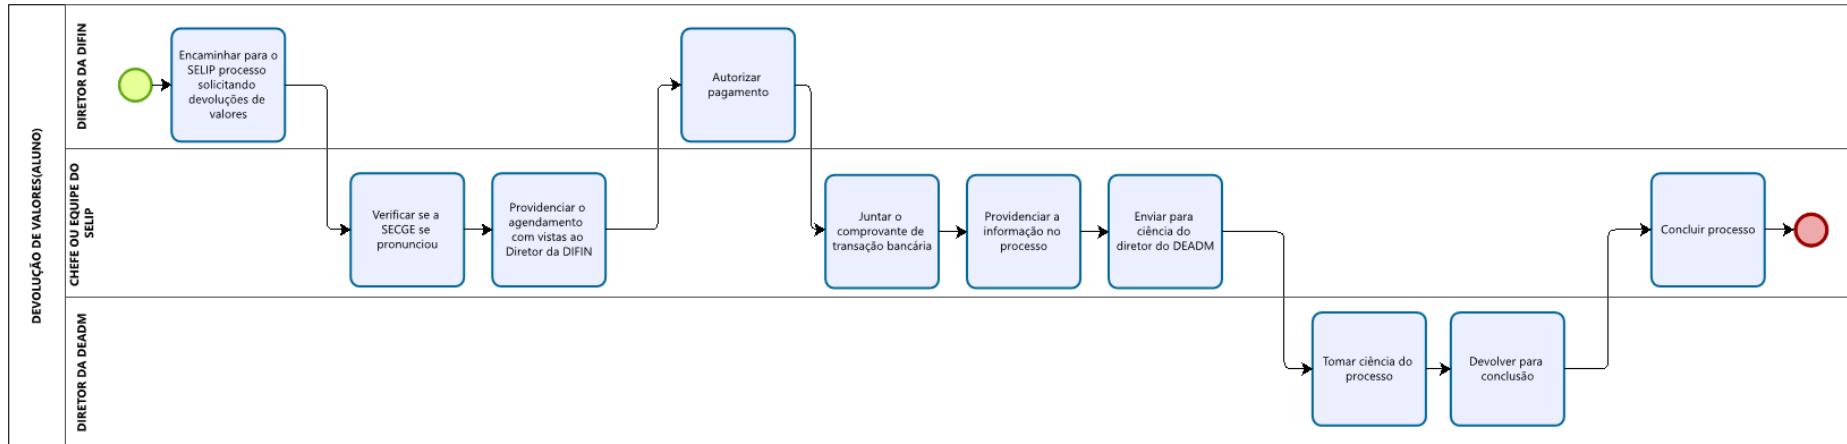 DEVOLUÇÃO DE VALORES(ALUNO)
DIRETOR DA DIFIN
Encaminhar para o
SELIP processo
solicitando
devoluções de
valores
Autorizar
pagamento
CHEFE OU EQUIPE DO
SELIP
Verificar se a
SECGE se
pronunciou
Providenciar o
agendamento
com vistas ao
Diretor da DIFIN
Juntar o
comprovante de
transação bancária
Providenciar a
informação no
processo
Enviar para
ciência do
diretor do DEADM
Concluir processo
DIRETOR DA DEADM
Tomar ciência do
processo
Devolver para
conclusão